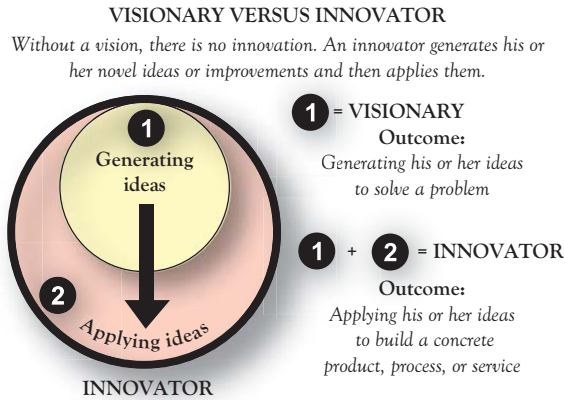 VISIONARY VERSUS INNOVATOR
Without a vision, there is no innovation. An innovator generates his or
her novel ideas or improvements and then applies them.
1
Generating
ideas
2
Applying ideas
INNOVATOR
1 = VISIONARY
Outcome:
Generating his or her ideas
to solve a problem
1 + 2 = INNOVATOR
Outcome:
Applying his or her ideas
to build a concrete
product, process, or service